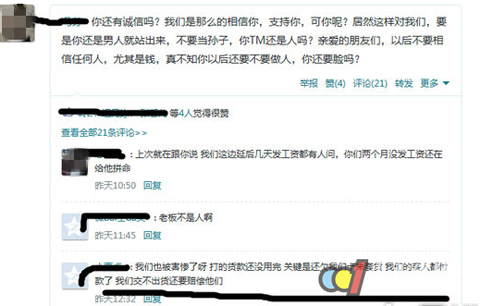 你还有诚信吗？我们是那么的相信你，支持你，可你呢？居然这样对我们，要
是你还是男人就站出来，不要当孙子，你TM还是人吗？亲爱的朋友们，以后不要相
信任何人，尤其是钱，真不知你以后还要不要做人，你还要脸吗？
举报 赞(4) 评论(21) 转发 更多
等4人觉得很赞
查看全部21条评论>>
：上次就在跟你说 我们这边延后几天发工资都有人问，你们两个月没发工资还在
给他拼命
昨天10:50 回复
：老板不是人啊
昨天11:45 回复
：我们也被害惨了呀 打的货款还没用完 关键是还欠我们 我们的客人都付
款了 我们交不出货还要赔偿他们
昨天12:32 回复